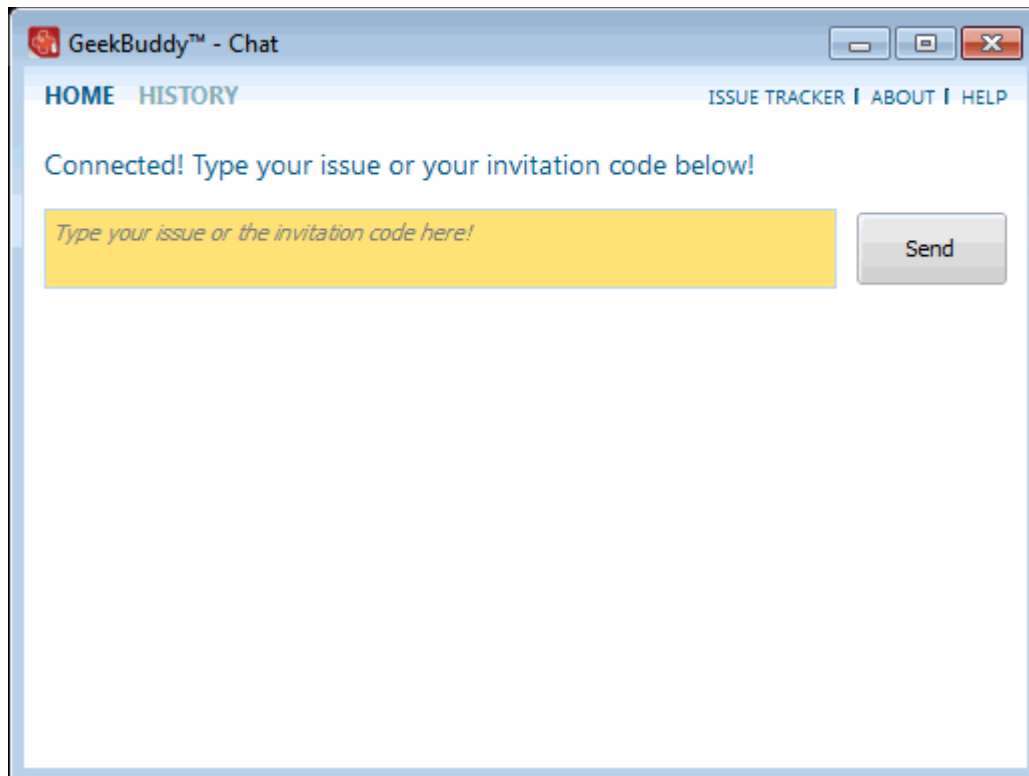 GeekBuddy™ - Chat
HOME HISTORY ISSUE TRACKER | ABOUT | HELP
Connected! Type your issue or your invitation code below!
Type your issue or the invitation code here!
Send